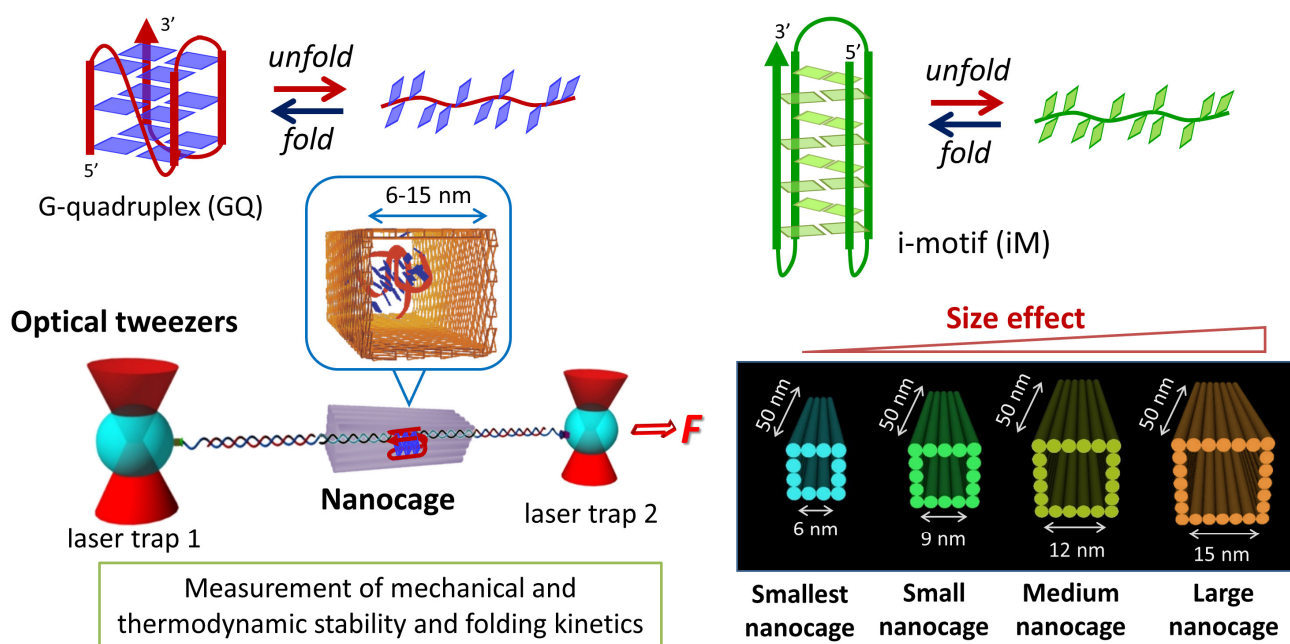 3’
unfold
fold
5’
G-quadruplex (GQ)
3’
5’
unfold
fold
i-motif (iM)
6-15 nm
Optical tweezers
F
Nanocage
laser trap 1
laser trap 2
Measurement of mechanical and
thermodynamic stability and folding kinetics
Size effect
50 nm
50 nm
50 nm
50 nm
6 nm
9 nm
12 nm
15 nm
Smallest
nanocage
Small
nanocage
Medium
nanocage
Large
nanocage